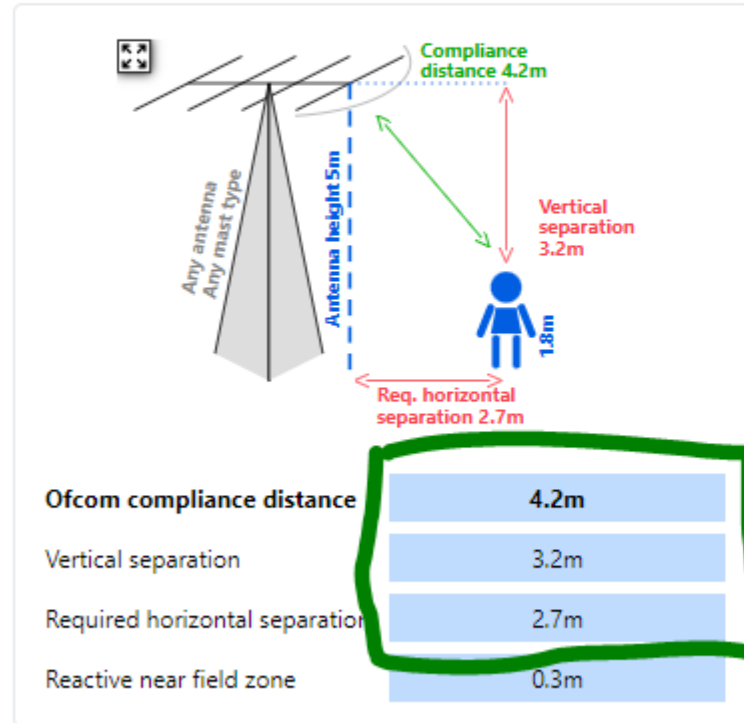 Compliance
distance 4.2m
Any antenna
Any mast type
Antenna height 5m
Vertical
separation
3.2m
1.8m
Req. horizontal
separation 2.7m
Ofcom compliance distance 4.2m
Vertical separation 3.2m
Required horizontal separation 2.7m
Reactive near field zone 0.3m